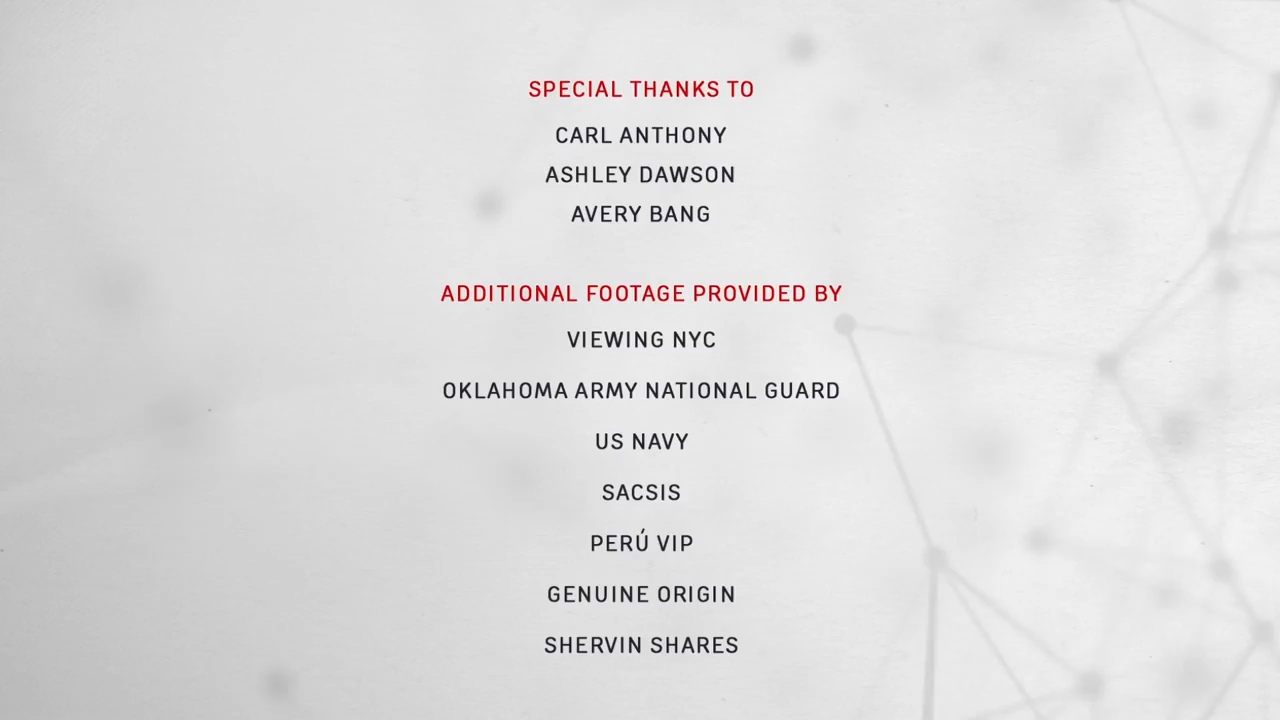 SPECIAL THANKS TO
CARL ANTHONY
ASHLEY DAWSON
AVERY BANG
ADDITIONAL FOOTAGE PROVIDED BY
VIEWING NYC
OKLAHOMA ARMY NATIONAL GUARD
US NAVY
SACSIS
PERÚ VIP
GENUINE ORIGIN
SHERVIN SHARES